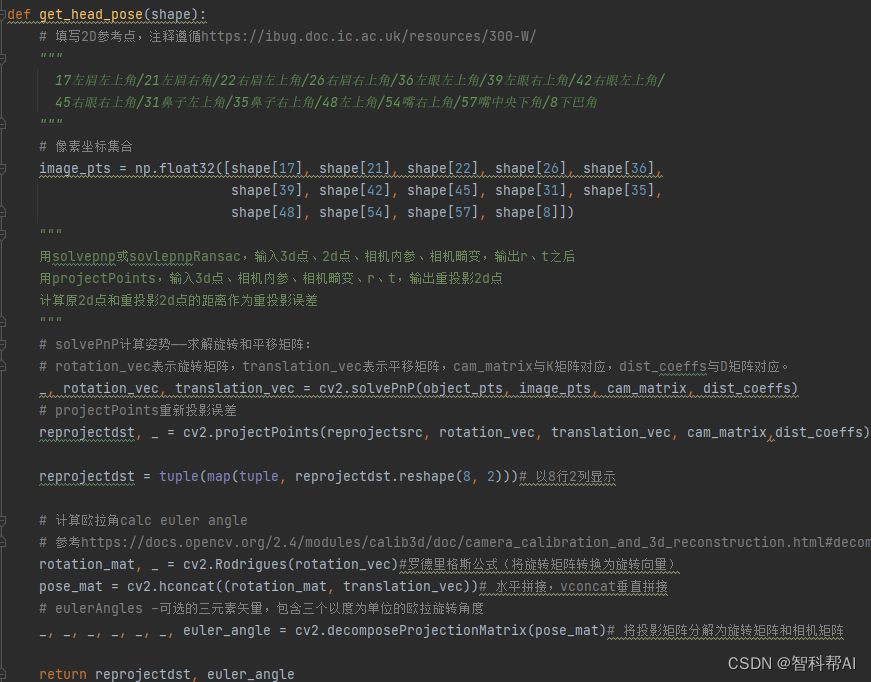 def get_head_pose(shape):
# 填写2D参考点，注释遵循https://ibug.doc.ic.ac.uk/resources/300-W/
"""
17左眉左上角/21左眉右角/22右眉左上角/26右眉右上角/36左眼左上角/39左眼右上角/42右眼左上角/
45右眼右上角/31鼻子左上角/35鼻子右上角/48左上角/54嘴右上角/57嘴中央下角/8下巴角
"""
# 像素坐标集合
image_pts = np.float32([shape[17], shape[21], shape[22], shape[26], shape[36],
shape[39], shape[42], shape[45], shape[31], shape[35],
shape[48], shape[54], shape[57], shape[8]])
"""
用solvepnp或sovlepnpRansac，输入3d点、2d点、相机内参、相机畸变，输出r、t之后
用projectPoints，输入3d点、相机内参、相机畸变、r、t，输出重投影2d点
计算原2d点和重投影2d点的距离作为重投影误差
"""
# solvePnP计算姿势——求解旋转和平移矩阵：
# rotation_vec表示旋转矩阵，translation_vec表示平移矩阵，cam_matrix与K矩阵对应，dist_coeffs与D矩阵对应。
_, rotation_vec, translation_vec = cv2.solvePnP(object_pts, image_pts, cam_matrix, dist_coeffs)
# projectPoints重新投影误差
reprojectdst, _ = cv2.projectPoints(reprojectsrc, rotation_vec, translation_vec, cam_matrix,dist_coeffs)
reprojectdst = tuple(map(tuple, reprojectdst.reshape(8, 2)))# 以8行2列显示
# 计算欧拉角calc euler angle
# 参考https://docs.opencv.org/2.4/modules/calib3d/doc/camera_calibration_and_3d_reconstruction.html#decom
rotation_mat, _ = cv2.Rodrigues(rotation_vec)#罗德里格斯公式（将旋转矩阵转换为旋转向量）
pose_mat = cv2.hconcat((rotation_mat, translation_vec))# 水平拼接，vconcat垂直拼接
# eulerAngles –可选的三元素矢量，包含三个以度为单位的欧拉旋转角度
_, _, _, _, _, _, euler_angle = cv2.decomposeProjectionMatrix(pose_mat)# 将投影矩阵分解为旋转矩阵和相机矩阵
return reprojectdst, euler_angle
CSDN @智科帮AI